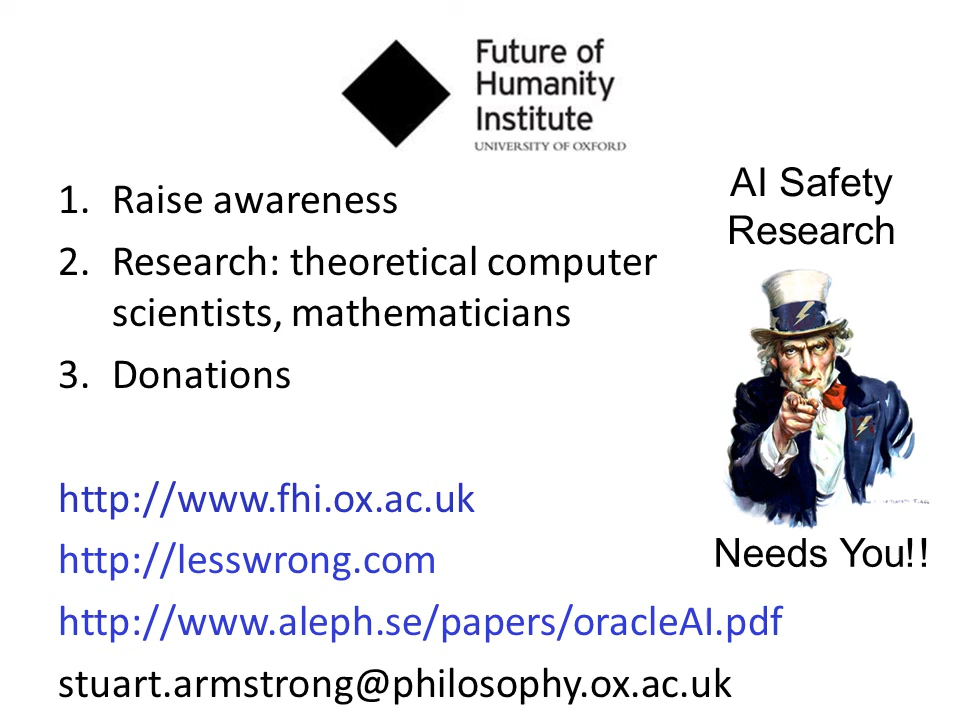 Future of
Humanity
Institute
UNIVERSITY OF OXFORD
AI Safety
Research
1. Raise awareness
2. Research: theoretical computer
scientists, mathematicians
3. Donations
http://www.fhi.ox.ac.uk
http://lesswrong.com
Needs You!!
http://www.aleph.se/papers/oracleAI.pdf
stuart.armstrong@philosophy.ox.ac.uk